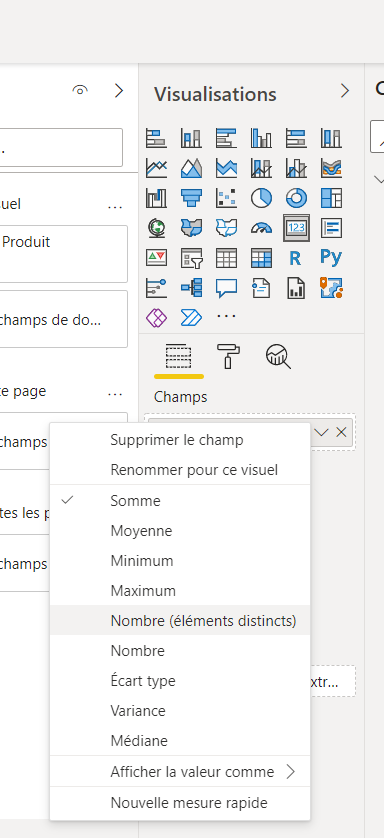 Visualisations
...
uel
...
Produit
champs de do...
te page
...
Champs
champs
tes les p
champs
123
R
Py
...
Supprimer le champ
Renommer pour ce visuel
Somme
Moyenne
Minimum
Maximum
Nombre (éléments distincts)
Nombre
Écart type
xtr...
Variance
Médiane
Afficher la valeur comme
Nouvelle mesure rapide